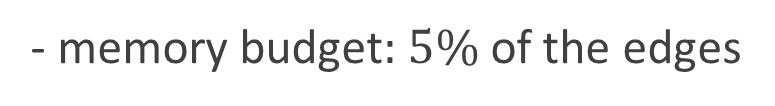 - memory budget: 5% of the edges